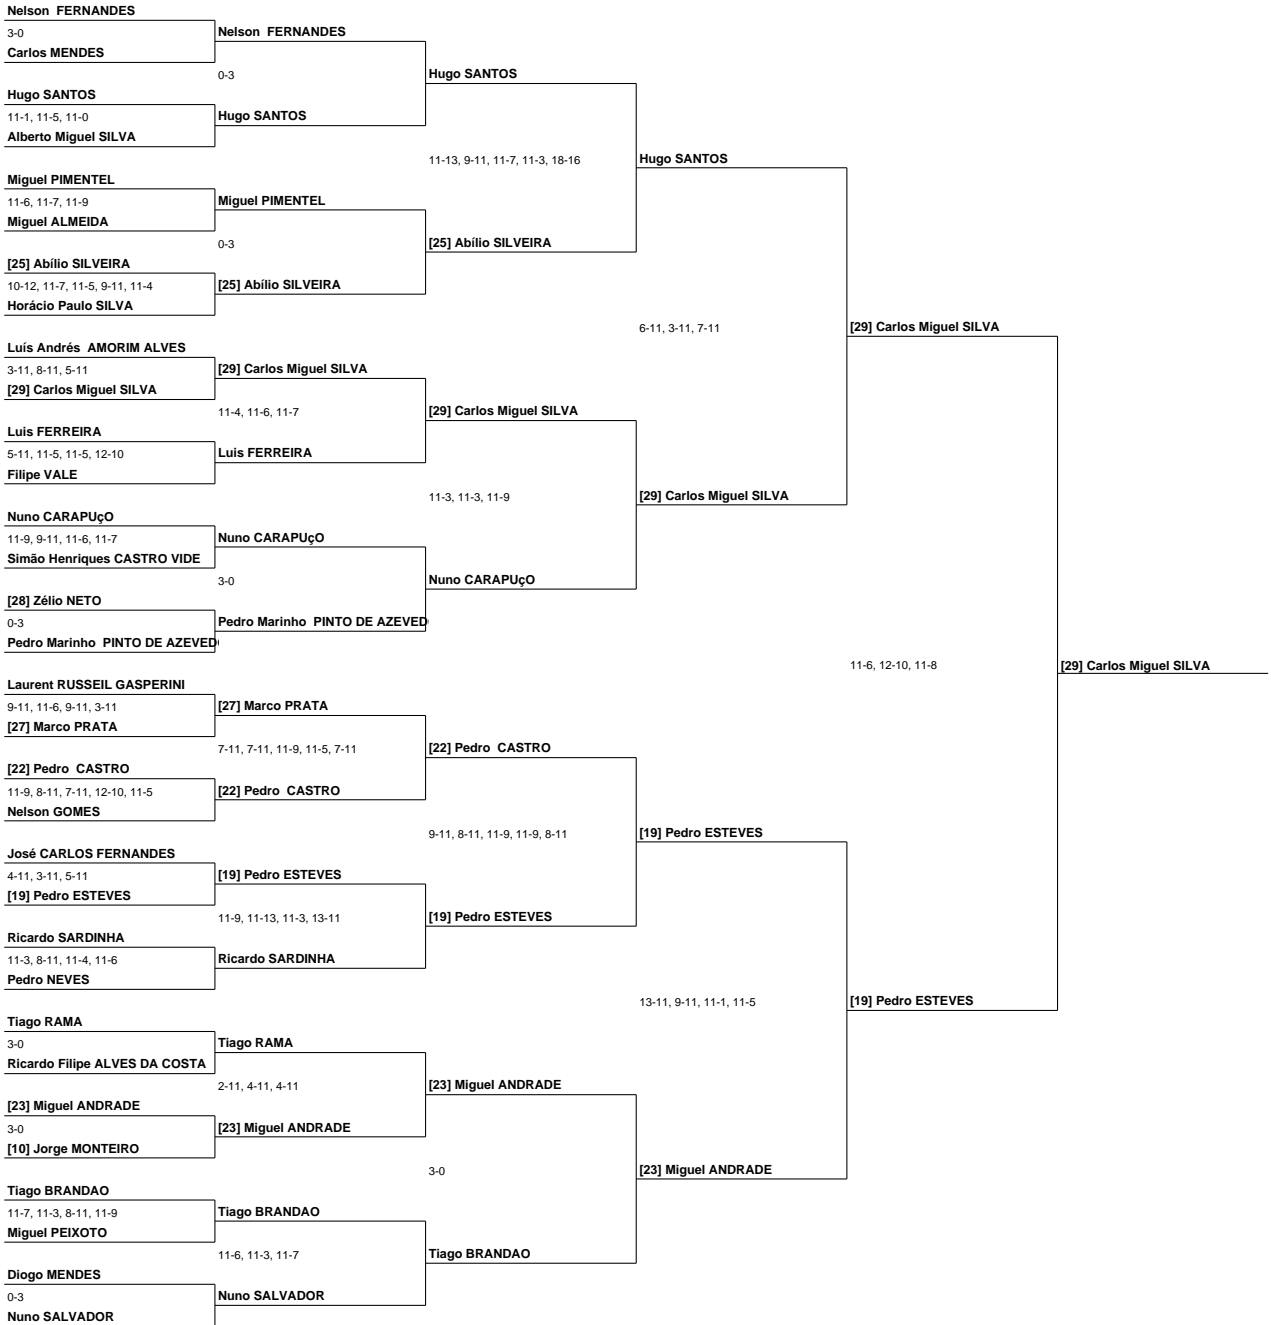 Nelson  FERNANDES
3-0
Nelson  FERNANDES
Carlos MENDES
0-3
Hugo SANTOS
Hugo SANTOS
11-1, 11-5, 11-0
Hugo SANTOS
Alberto Miguel SILVA
11-13, 9-11, 11-7, 11-3, 18-16
Hugo SANTOS
Miguel PIMENTEL
11-6, 11-7, 11-9
Miguel PIMENTEL
Miguel ALMEIDA
0-3
[25] Abílio SILVEIRA
[25] Abílio SILVEIRA
10-12, 11-7, 11-5, 9-11, 11-4
[25] Abílio SILVEIRA
Horácio Paulo SILVA
6-11, 3-11, 7-11
[29] Carlos Miguel SILVA
Luís Andrés  AMORIM ALVES
3-11, 8-11, 5-11
[29] Carlos Miguel SILVA
[29] Carlos Miguel SILVA
11-4, 11-6, 11-7
[29] Carlos Miguel SILVA
Luis FERREIRA
5-11, 11-5, 11-5, 12-10
Luis FERREIRA
Filipe VALE
11-3, 11-3, 11-9
[29] Carlos Miguel SILVA
Nuno CARAPUçO
11-9, 9-11, 11-6, 11-7
Nuno CARAPUçO
Simão Henriques CASTRO VIDE
3-0
Nuno CARAPUçO
[28] Zélio NETO
0-3
Pedro Marinho  PINTO DE AZEVED
Pedro Marinho  PINTO DE AZEVED
11-6, 12-10, 11-8
[29] Carlos Miguel SILVA
Laurent RUSSEIL GASPERINI
9-11, 11-6, 9-11, 3-11
[27] Marco PRATA
[27] Marco PRATA
7-11, 7-11, 11-9, 11-5, 7-11
[22] Pedro  CASTRO
[22] Pedro  CASTRO
11-9, 8-11, 7-11, 12-10, 11-5
[22] Pedro  CASTRO
Nelson GOMES
9-11, 8-11, 11-9, 11-9, 8-11
[19] Pedro ESTEVES
José CARLOS FERNANDES
4-11, 3-11, 5-11
[19] Pedro ESTEVES
[19] Pedro ESTEVES
11-9, 11-13, 11-3, 13-11
[19] Pedro ESTEVES
Ricardo SARDINHA
11-3, 8-11, 11-4, 11-6
Ricardo SARDINHA
Pedro NEVES
13-11, 9-11, 11-1, 11-5
[19] Pedro ESTEVES
Tiago RAMA
3-0
Tiago RAMA
Ricardo Filipe ALVES DA COSTA
2-11, 4-11, 4-11
[23] Miguel ANDRADE
[23] Miguel ANDRADE
3-0
[23] Miguel ANDRADE
[10] Jorge MONTEIRO
3-0
[23] Miguel ANDRADE
Tiago BRANDAO
11-7, 11-3, 8-11, 11-9
Tiago BRANDAO
Miguel PEIXOTO
11-6, 11-3, 11-7
Tiago BRANDAO
Diogo MENDES
0-3
Nuno SALVADOR
Nuno SALVADOR